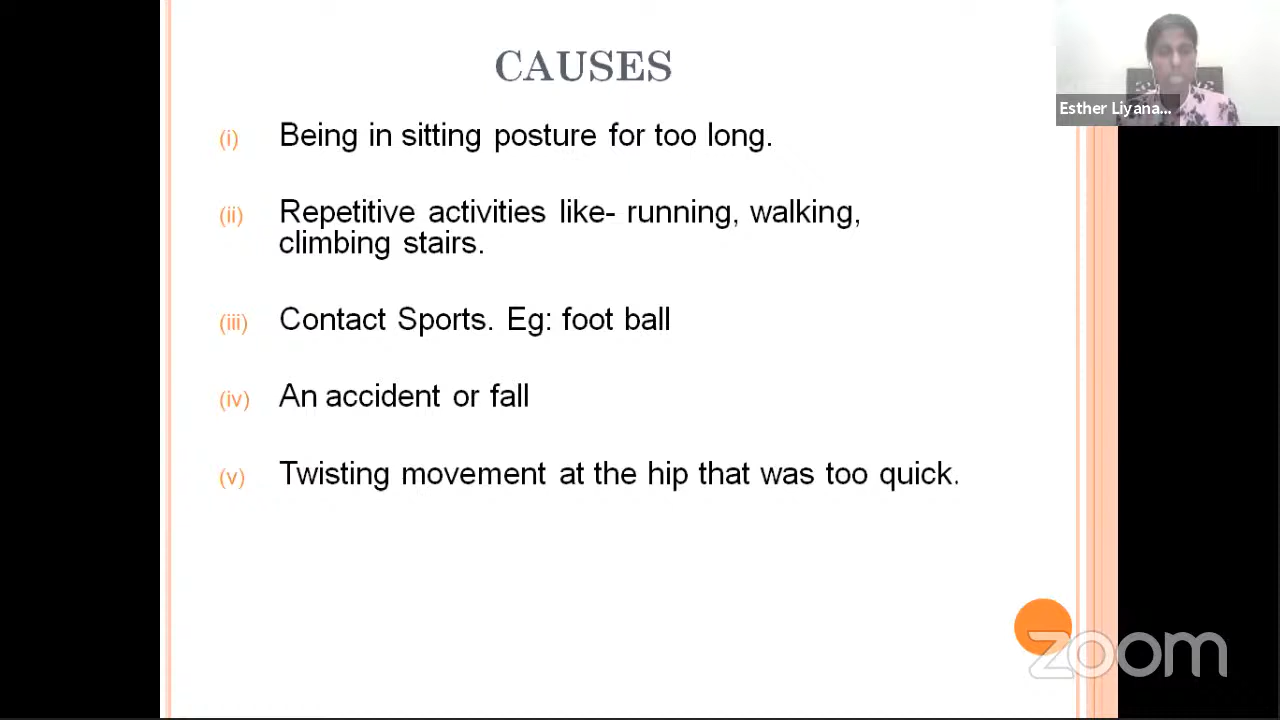 CAUSES
Esther Liyana...
(i) Being in sitting posture for too long.
(ii) Repetitive activities like- running, walking,
climbing stairs.
(iii) Contact Sports. Eg: foot ball
(iv) An accident or fall
(v) Twisting movement at the hip that was too quick.
zoom